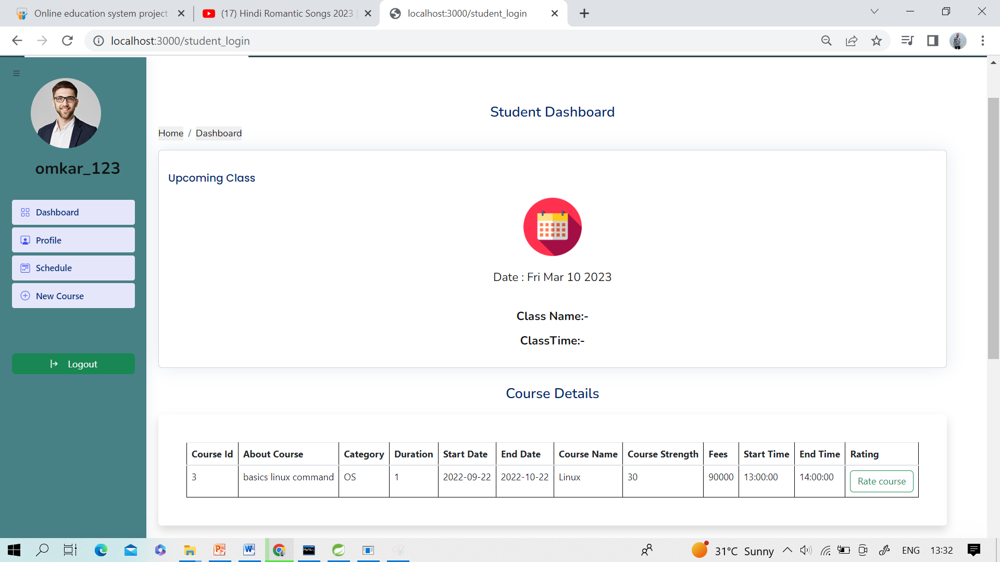 Online education system project
(17) Hindi Romantic Songs 2023
localhost:3000/student_login
localhost:3000/student_login
omkar_123
Dashboard
Profile
Schedule
New Course
Logout
Student Dashboard
Home / Dashboard
Upcoming Class
Date : Fri Mar 10 2023
Class Name:-
ClassTime:-
Course Details
Course Id About Course Category Duration Start Date End Date Course Name Course Strength Fees Start Time End Time Rating
3 basics linux command OS 1 2022-09-22 2022-10-22 Linux 30 90000 13:00:00 14:00:00 Rate course
31°C Sunny ENG 13:32